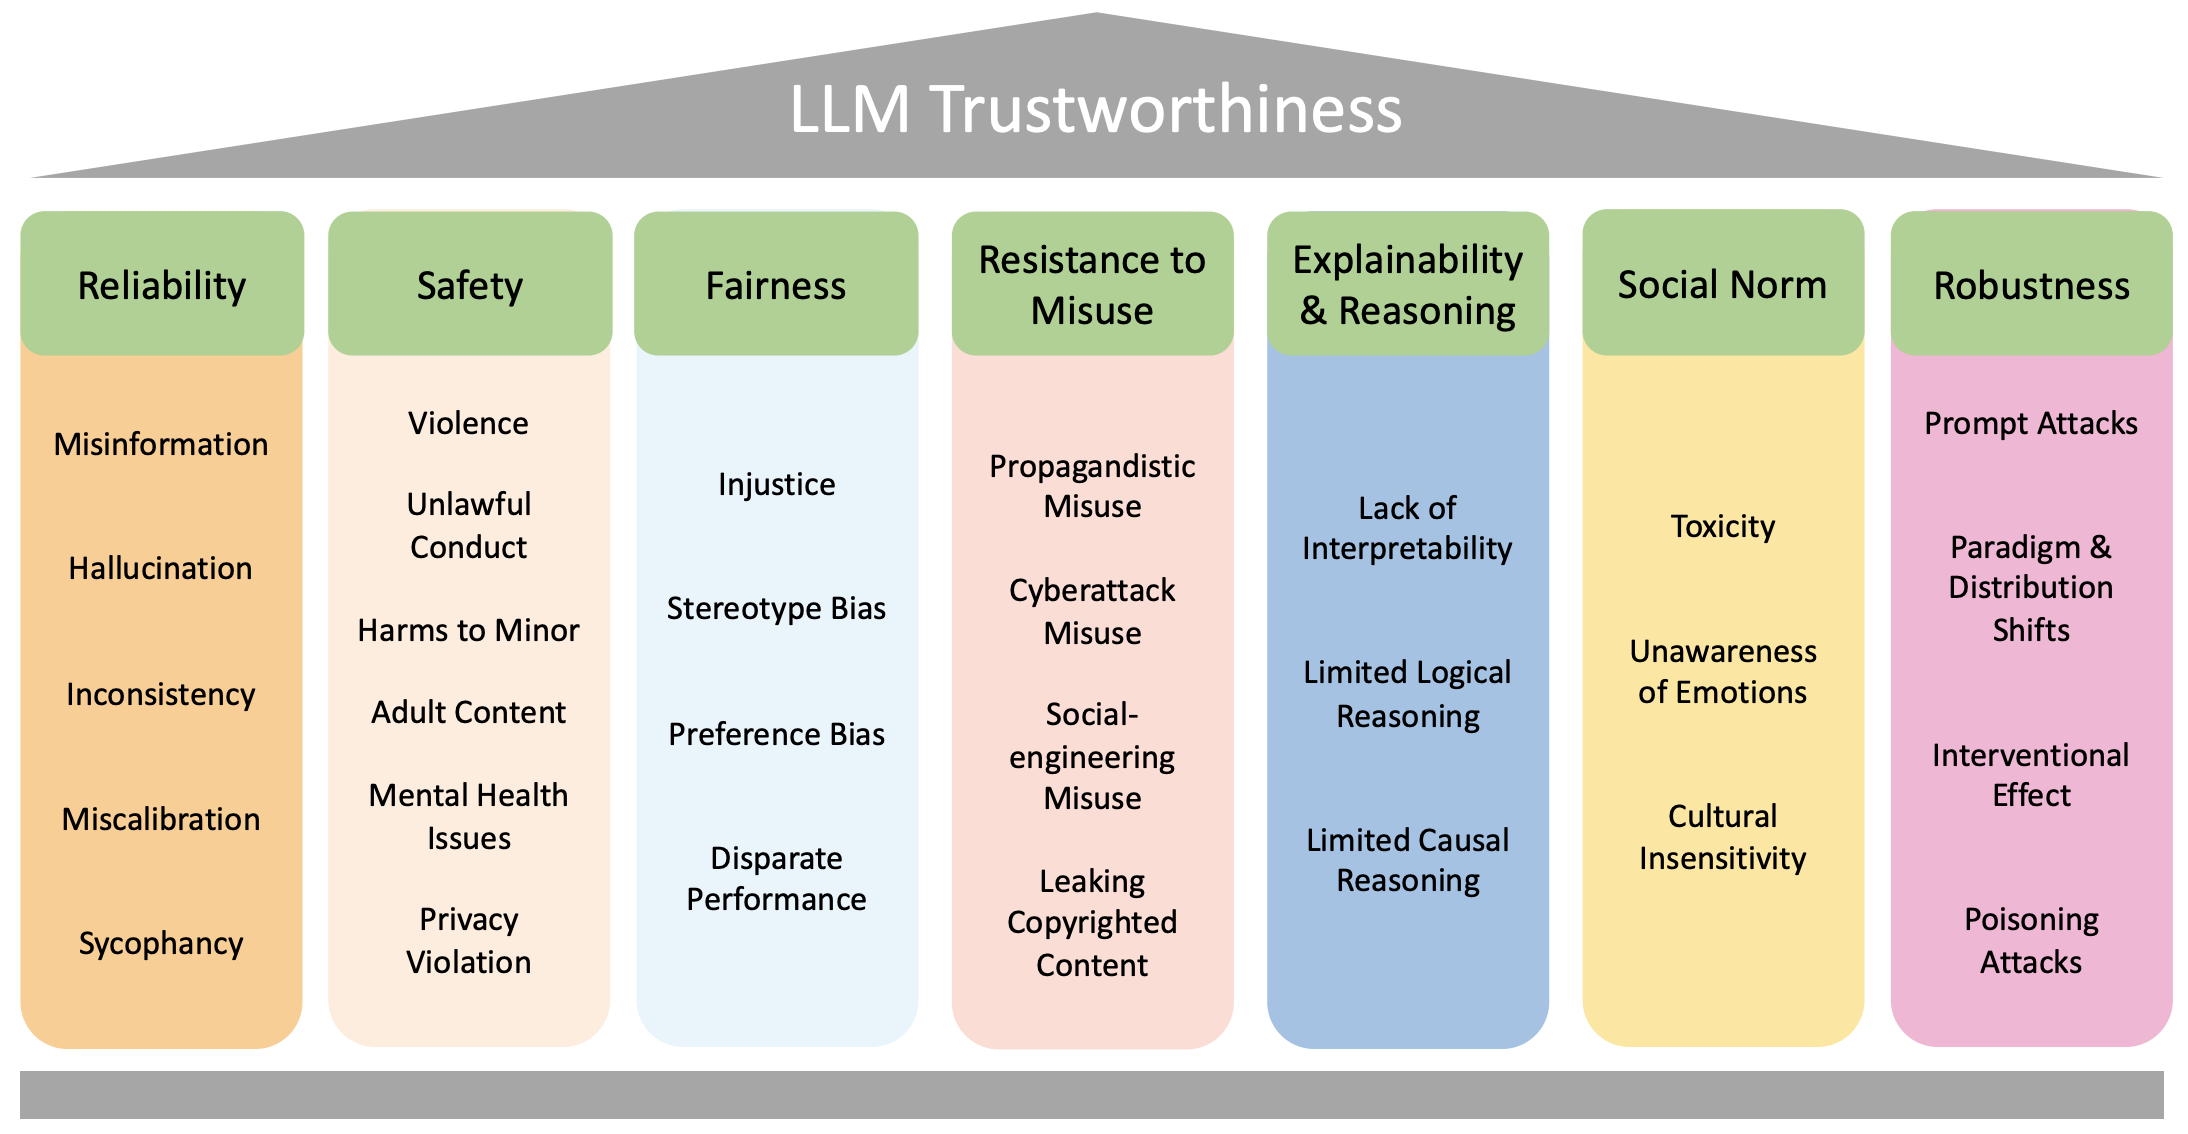 LLM Trustworthiness
Reliability
Misinformation
Hallucination
Inconsistency
Miscalibration
Sycophancy
Safety
Violence
Unlawful
Conduct
Harms to Minor
Adult Content
Mental Health
Issues
Privacy
Violation
Fairness
Injustice
Stereotype Bias
Preference Bias
Disparate
Performance
Resistance to
Misuse
Propagandistic
Misuse
Cyberattack
Misuse
Social-
engineering
Misuse
Leaking
Copyrighted
Content
Explainability
& Reasoning
Lack of
Interpretability
Limited Logical
Reasoning
Limited Causal
Reasoning
Social Norm
Toxicity
Unawareness
of Emotions
Cultural
Insensitivity
Robustness
Prompt Attacks
Paradigm &
Distribution
Shifts
Interventional
Effect
Poisoning
Attacks